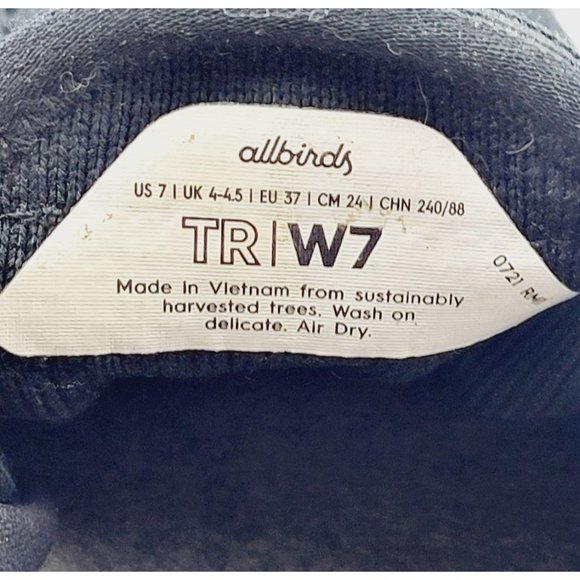 allbirds
US 7 | UK 4-4.5 | EU 37 | CM 24 | CHN 240/88
TR|W7
Made in Vietnam from sustainably
harvested trees. Wash on
delicate. Air Dry.
0721